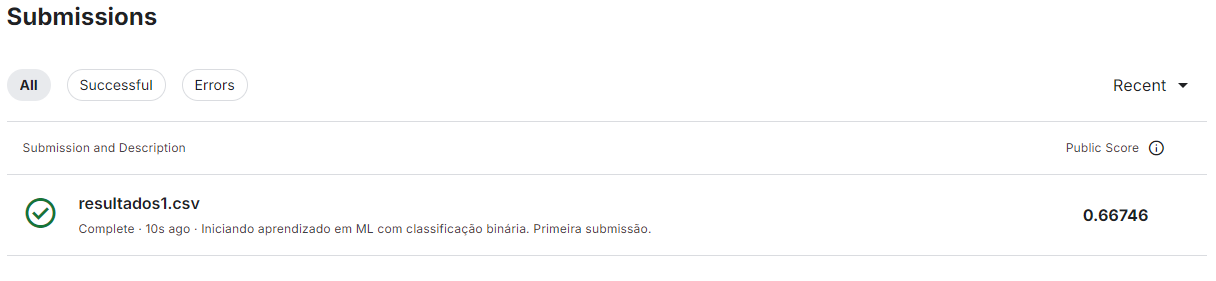 Submissions
All Successful Errors Recent
Submission and Description Public Score
resultados1.csv
Complete · 10s ago · Iniciando aprendizado em ML com classificação binária. Primeira submissão.
0.66746